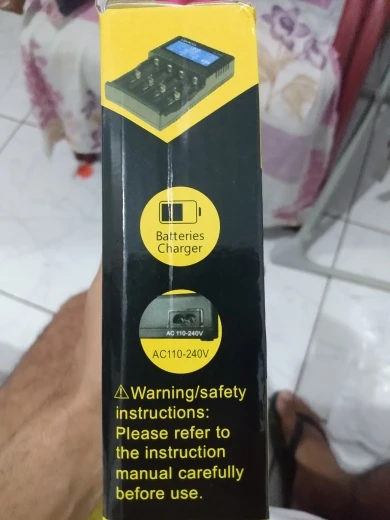 Batteries
Charger
AC 110-240V
AC110-240V
⚠Warning/safety
instructions:
Please refer to
the instruction
manual carefully
before use.